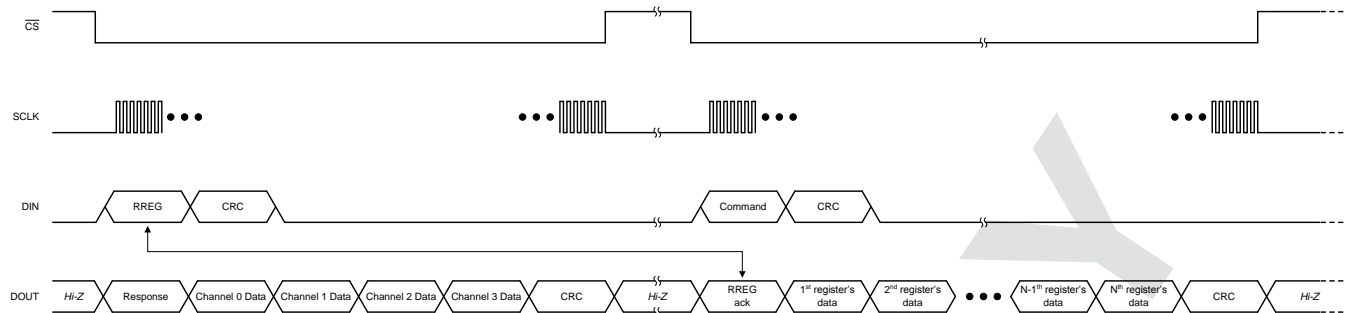 CS
SCLK
DIN
RREG
CRC
Command
CRC
DOUT
Hi-Z
Response
Channel 0 Data
Channel 1 Data
Channel 2 Data
Channel 3 Data
CRC
Hi-Z
RREG
ack
1st register's
data
2nd register's
data
N-1th register's
data
Nth register's
data
CRC
Hi-Z